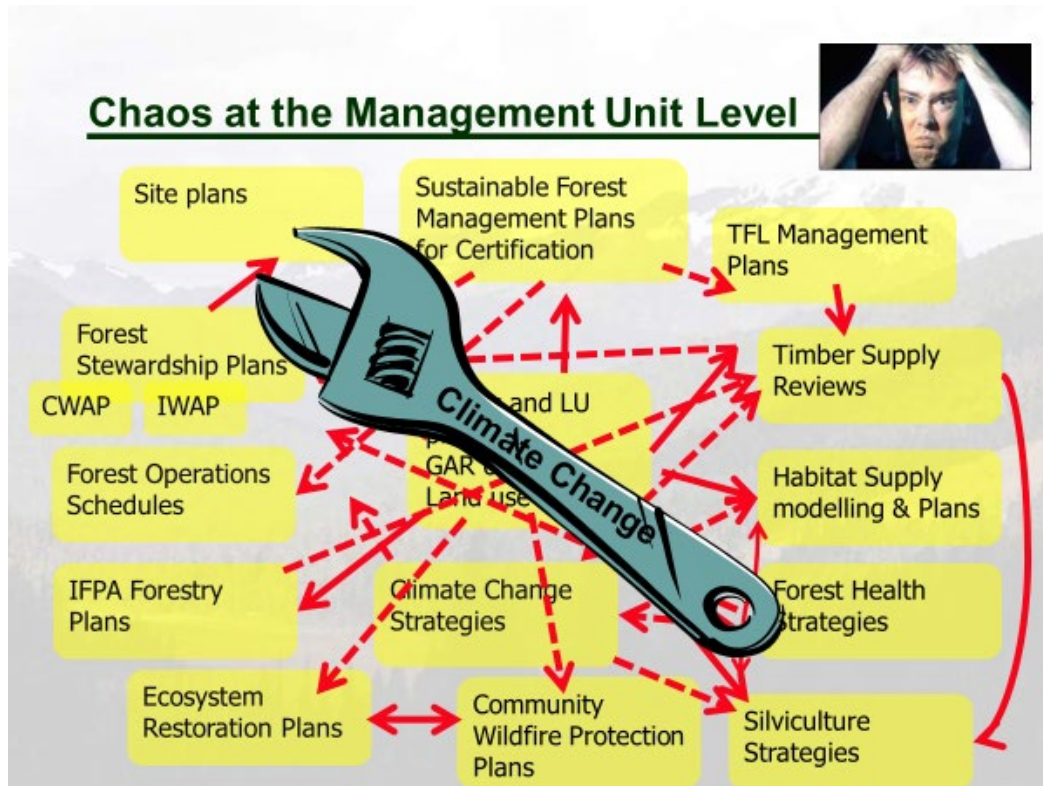 Chaos at the Management Unit Level
Site plans
Sustainable Forest
Management Plans
for Certification
TFL Management
Plans
Forest
Stewardship Plans
Timber Supply
Reviews
CWAP
IWAP
and LU
GAR
Land use
Climate Change
Forest Operations
Schedules
Habitat Supply
modelling & Plans
IFPA Forestry
Plans
Climate Change
Strategies
Forest Health
Strategies
Ecosystem
Restoration Plans
Community
Wildfire Protection
Plans
Silviculture
Strategies